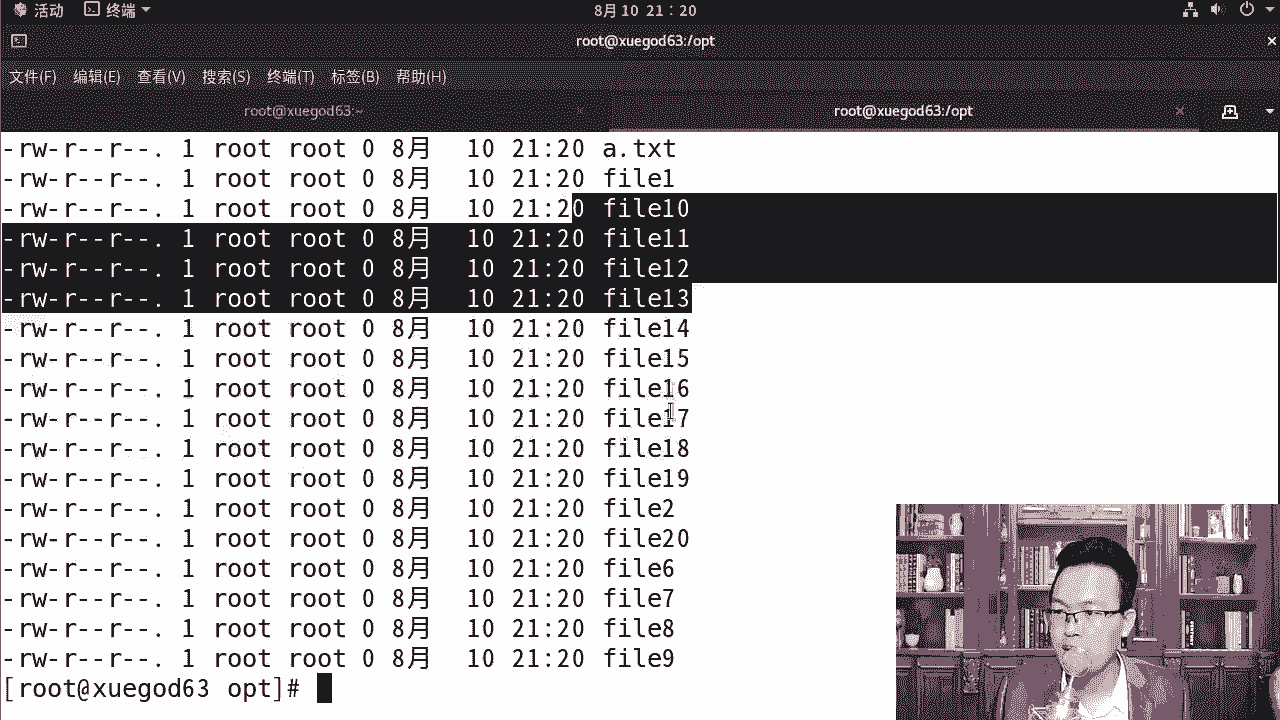 活动 终端 8月 10 21：20
root@xuegod63:/opt
文件(F) 编辑(E) 查看(V) 搜索(S) 终端(T) 标签(B) 帮助(H)
root@xuegod63:~ root@xuegod63:/opt
-rw-r--r--. 1 root root 0 8月 10 21:20 a.txt
-rw-r--r--. 1 root root 0 8月 10 21:20 file1
-rw-r--r--. 1 root root 0 8月 10 21:20 file10
-rw-r--r--. 1 root root 0 8月 10 21:20 file11
-rw-r--r--. 1 root root 0 8月 10 21:20 file12
-rw-r--r--. 1 root root 0 8月 10 21:20 file13
-rw-r--r--. 1 root root 0 8月 10 21:20 file14
-rw-r--r--. 1 root root 0 8月 10 21:20 file15
-rw-r--r--. 1 root root 0 8月 10 21:20 file16
-rw-r--r--. 1 root root 0 8月 10 21:20 file17
-rw-r--r--. 1 root root 0 8月 10 21:20 file18
-rw-r--r--. 1 root root 0 8月 10 21:20 file19
-rw-r--r--. 1 root root 0 8月 10 21:20 file2
-rw-r--r--. 1 root root 0 8月 10 21:20 file20
-rw-r--r--. 1 root root 0 8月 10 21:20 file6
-rw-r--r--. 1 root root 0 8月 10 21:20 file7
-rw-r--r--. 1 root root 0 8月 10 21:20 file8
-rw-r--r--. 1 root root 0 8月 10 21:20 file9
[root@xuegod63 opt]#